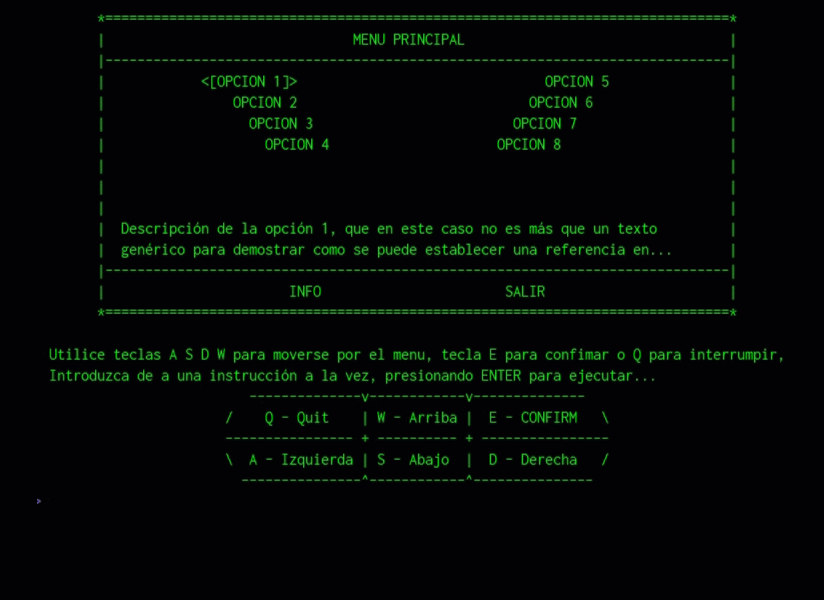 *==============================================================================*
| MENU PRINCIPAL |
|------------------------------------------------------------------------------|
| <[OPCION 1]> OPCION 5 |
| OPCION 2 OPCION 6 |
| OPCION 3 OPCION 7 |
| OPCION 4 OPCION 8 |
| |
| |
| |
| Descripción de la opción 1, que en este caso no es más que un texto |
| genérico para demostrar como se puede establecer una referencia en... |
|------------------------------------------------------------------------------|
| INFO SALIR |
*==============================================================================*
Utilice teclas A S D W para moverse por el menu, tecla E para confimar o Q para interrumpir,
Introduzca de a una instrucción a la vez, presionando ENTER para ejecutar...
--------------v------------v--------------
/ Q - Quit | W - Arriba | E - CONFIRM \
---------------- + ---------- + ----------------
\ A - Izquierda | S - Abajo | D - Derecha /
---------------^------------^---------------
>